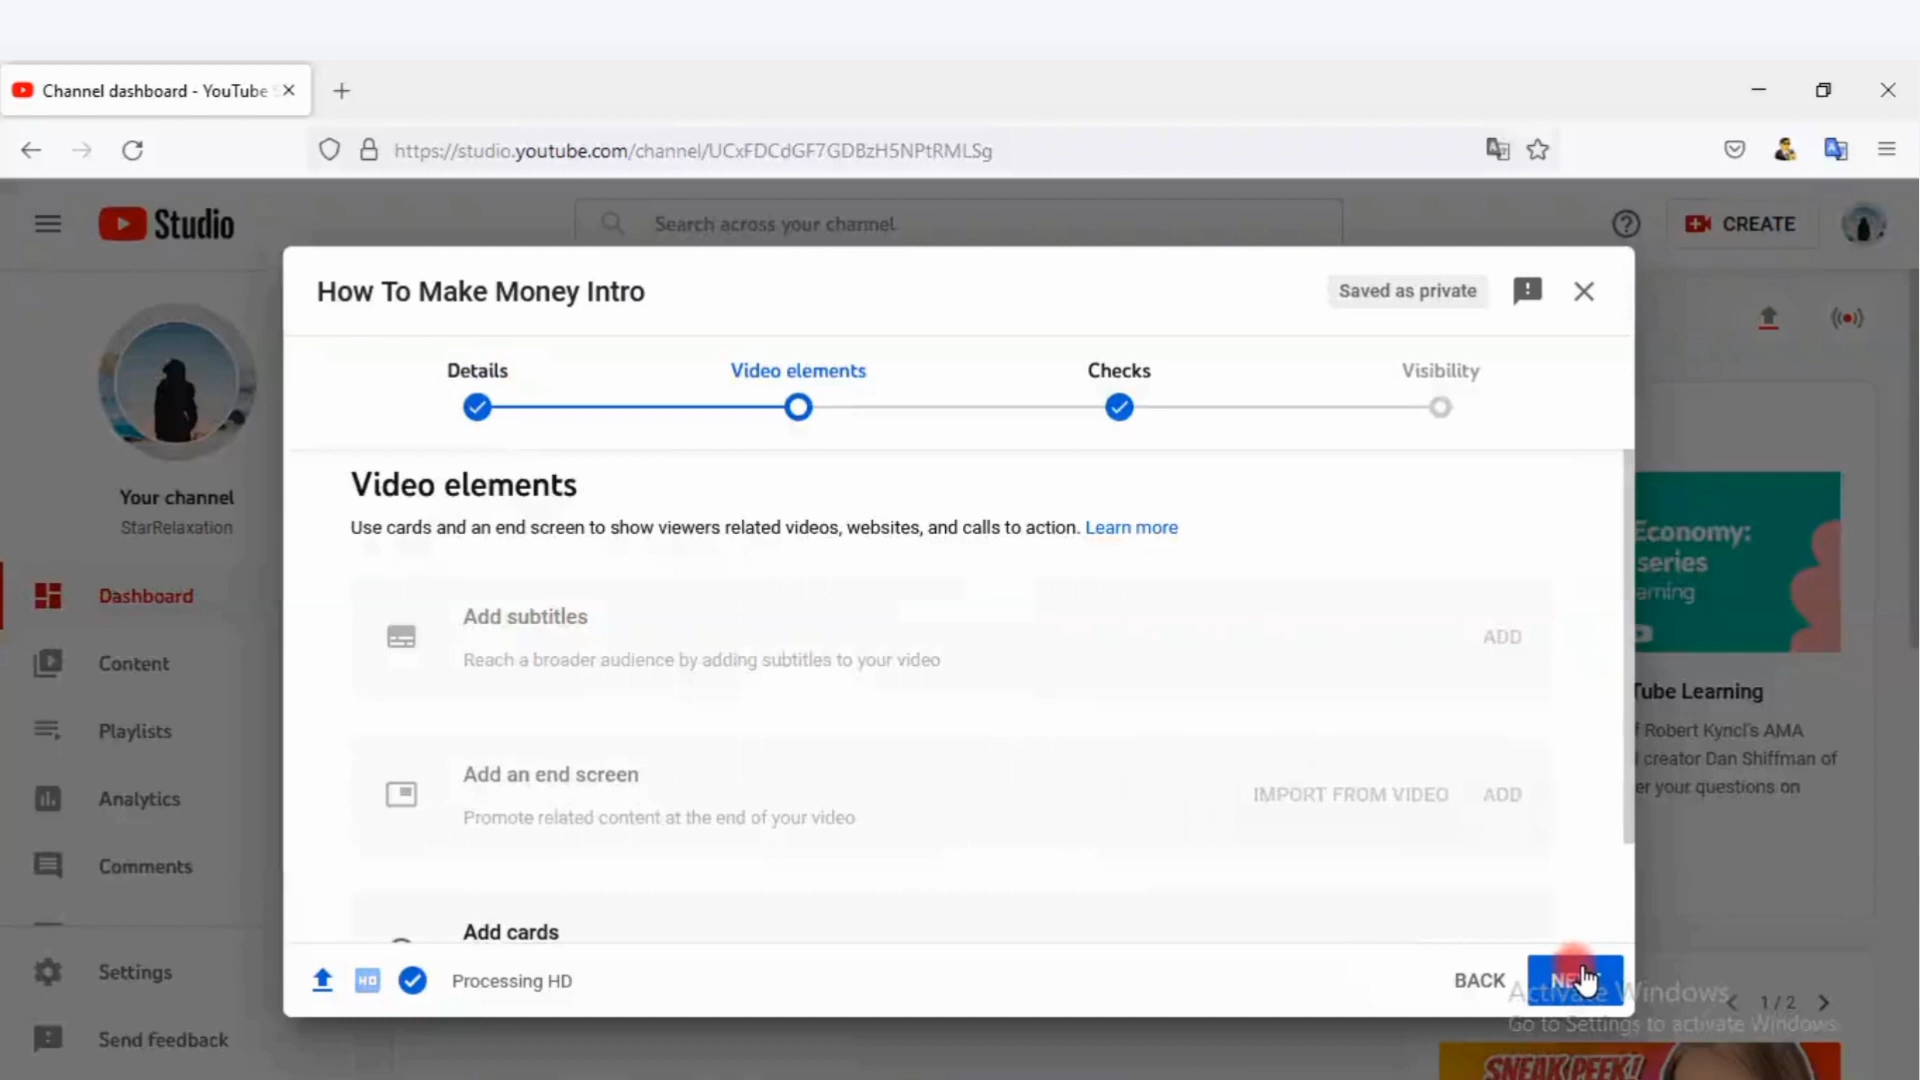 Channel dashboard - YouTube S
https://studio.youtube.com/channel/UCxFDCdGF7GDBzH5NPtRMLSg
Studio
Search across your channel
CREATE
How To Make Money Intro
Saved as private
Details
Video elements
Checks
Visibility
Video elements
Use cards and an end screen to show viewers related videos, websites, and calls to action. Learn more
Add subtitles
Reach a broader audience by adding subtitles to your video
ADD
Add an end screen
Promote related content at the end of your video
IMPORT FROM VIDEO
ADD
Add cards
HD
Processing HD
BACK
Your channel
StarRelaxation
Dashboard
Content
Playlists
Analytics
Comments
Settings
Send feedback
Economy:
series
arning
Tube Learning
f Robert Kyncl's AMA
creator Dan Shiffman of
er your questions on
Activate Windows
Go to Settings to activate Windows.
1 / 2
SNEAK PEEK!